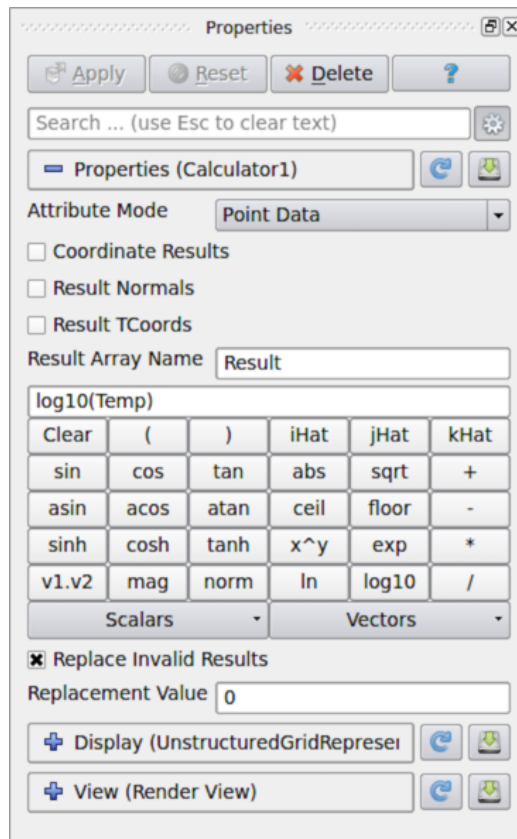 Properties
Apply Reset Delete ?
Search ... (use Esc to clear text)
Properties (Calculator1)
Attribute Mode Point Data
Coordinate Results
Result Normals
Result TCoords
Result Array Name Result
log10(Temp)
Clear ( ) iHat jHat kHat
sin cos tan abs sqrt +
asin acos atan ceil floor -
sinh cosh tanh x^y exp *
v1.v2 mag norm ln log10 /
Scalars Vectors
Replace Invalid Results
Replacement Value 0
Display (UnstructuredGridRepreser
View (Render View)